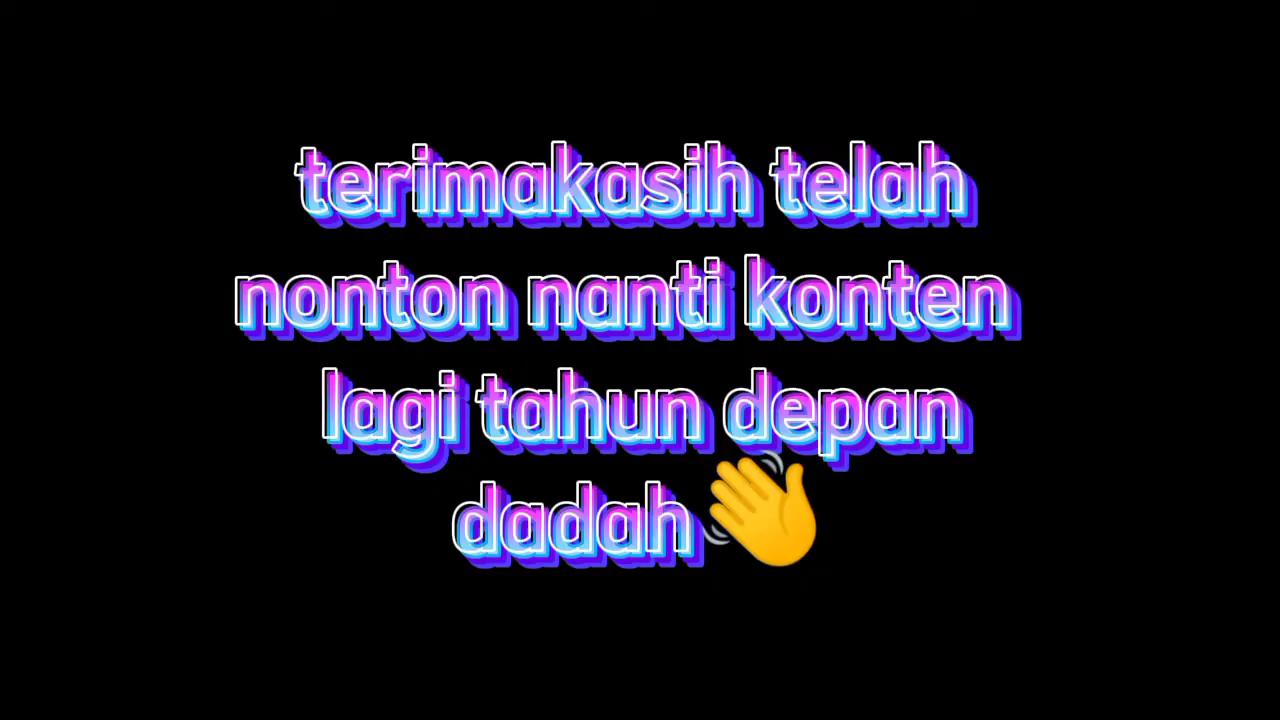 terimakasih telah
nonton nanti konten
lagi tahun depan
dadah 👋